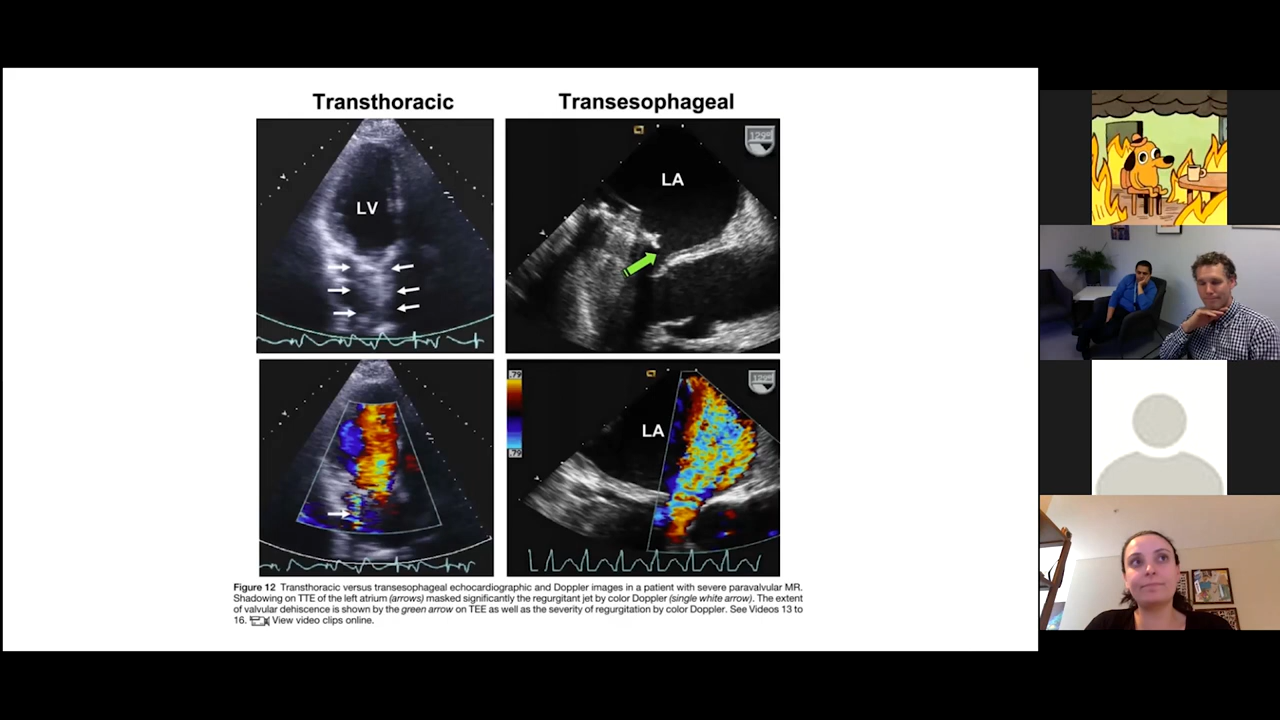 Transthoracic
Transesophageal
LV
LA
129
LA
.79
.79
Figure 12 Transthoracic versus transesophageal echocardiographic and Doppler images in a patient with severe paravalvular MR.
Shadowing on TTE of the left atrium (arrows) masked significantly the regurgitant jet by color Doppler (single white arrow). The extent
of valvular dehiscence is shown by the green arrow on TEE as well as the severity of regurgitation by color Doppler. See Videos 13 to
16. View video clips online.